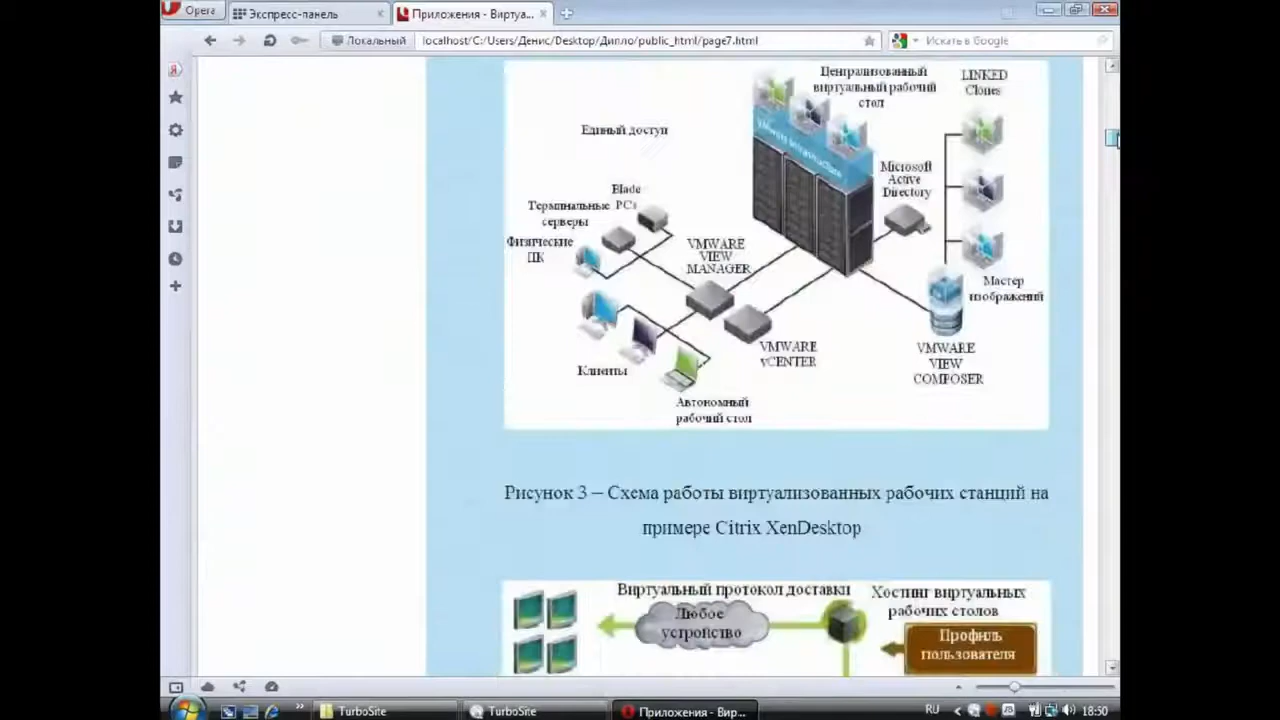 Opera
Экспресс-панель
Приложения - Виртуа...
Локальный
localhost/C:/Users/Денис/Desktop/Дипло/public_html/page7.html
Искать в Google
Централизованный
виртуальный рабочий
стол
LINKED
Clones
Единый доступ
VMware Infrastructure
Microsoft
Active
Directory
Blade
PCs
Терминальные
серверы
Физические
ПК
VMWARE
VIEW
MANAGER
Мастер
изображений
VMWARE
vCENTER
VMWARE
VIEW
COMPOSER
Клиенты
Автономный
рабочий стол
Рисунок 3 – Схема работы виртуализованных рабочих станций на
примере Citrix XenDesktop
Виртуальный протокол доставки
Хостинг виртуальных
рабочих столов
Любое
устройство
Профиль
пользователя
TurboSite
TurboSite
Приложения - Вир...
RU
18:50